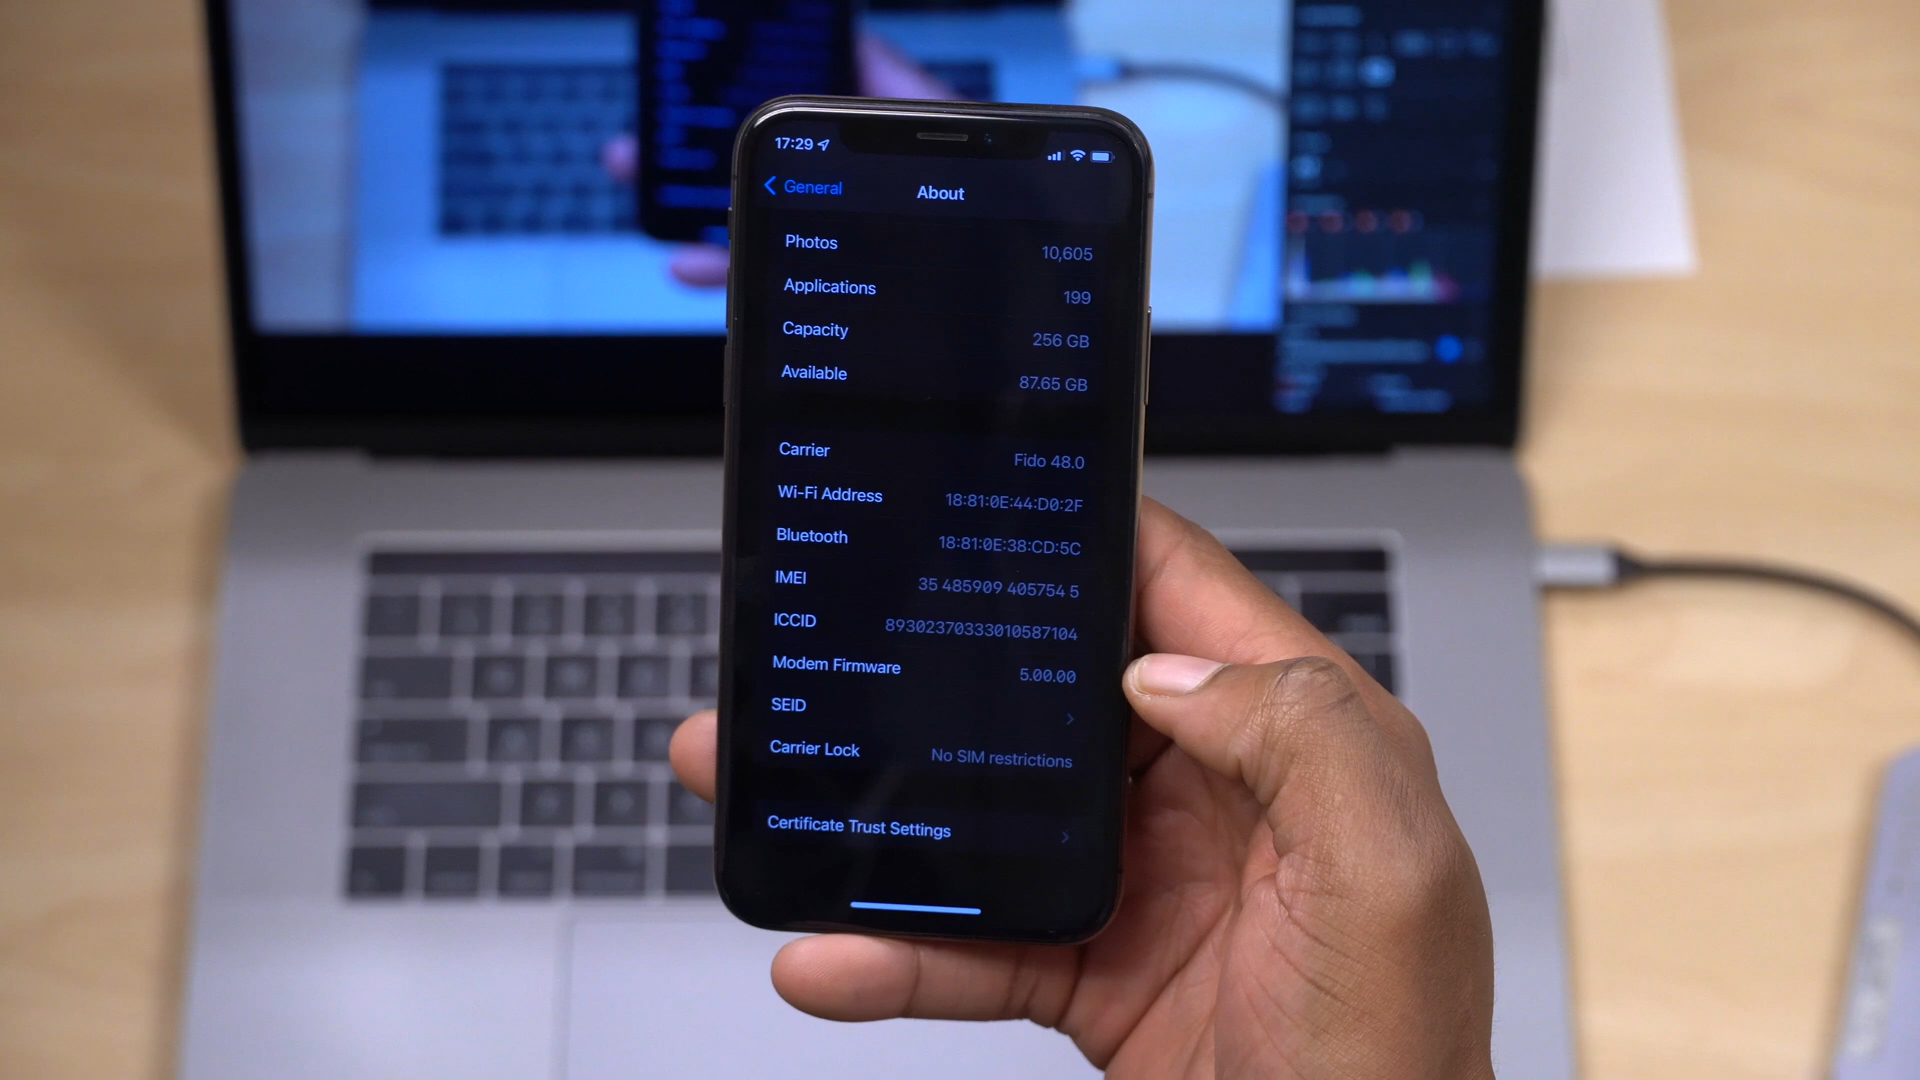 17:29
General
About
Photos 10,605
Applications 199
Capacity 256 GB
Available 87.65 GB
Carrier Fido 48.0
Wi-Fi Address 18:81:0E:44:D0:2F
Bluetooth 18:81:0E:38:CD:5C
IMEI 35 485909 405754 5
ICCID 89302370333010587104
Modem Firmware 5.00.00
SEID
Carrier Lock No SIM restrictions
Certificate Trust Settings